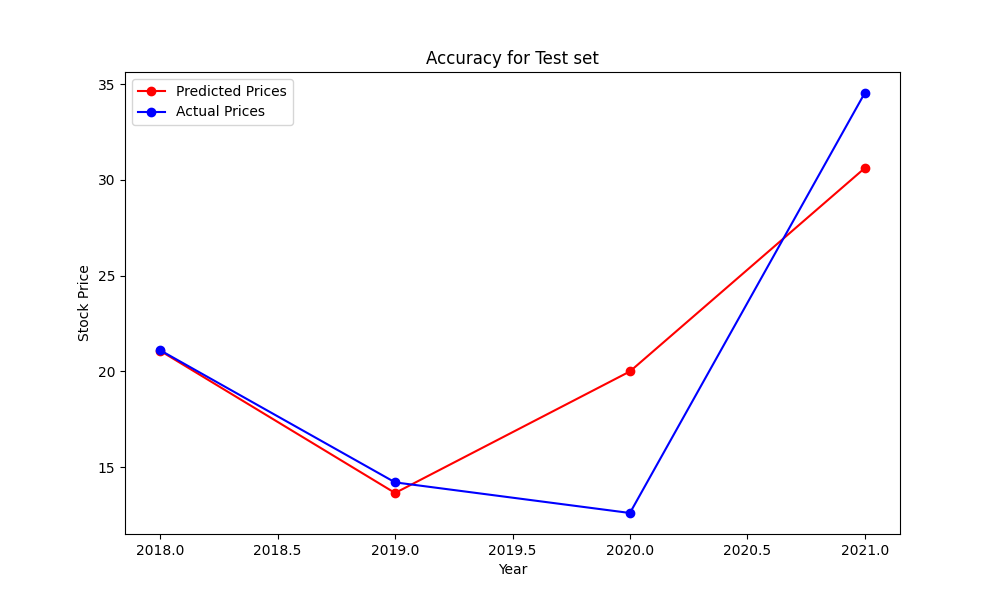 Accuracy for Test set
Predicted Prices
Actual Prices
35
30
25
20
15
Stock Price
2018.0 2018.5 2019.0 2019.5 2020.0 2020.5 2021.0
Year